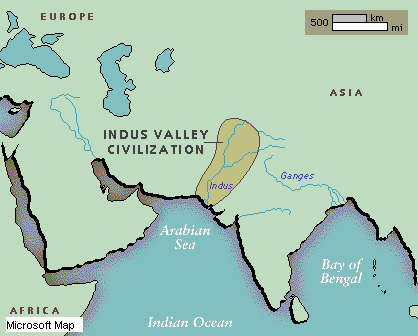 EUROPE
500
km
mi
ASIA
INDUS VALLEY
CIVILIZATION
Ganges
Indus
Arabian
Sea
Bay of
Bengal
AFRICA
Indian Ocean
Microsoft Map